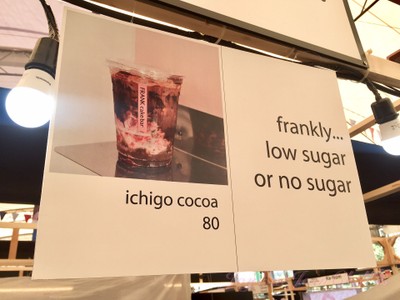 ichigo cocoa
80
frankly...
low sugar
or no sugar